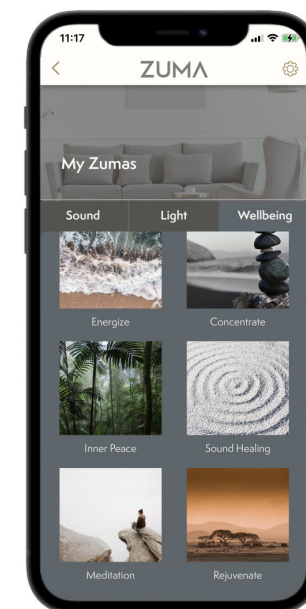 11:17
ZUMA
My Zumas
Sound Light Wellbeing
Energize Concentrate
Inner Peace Sound Healing
Meditation Rejuvenate